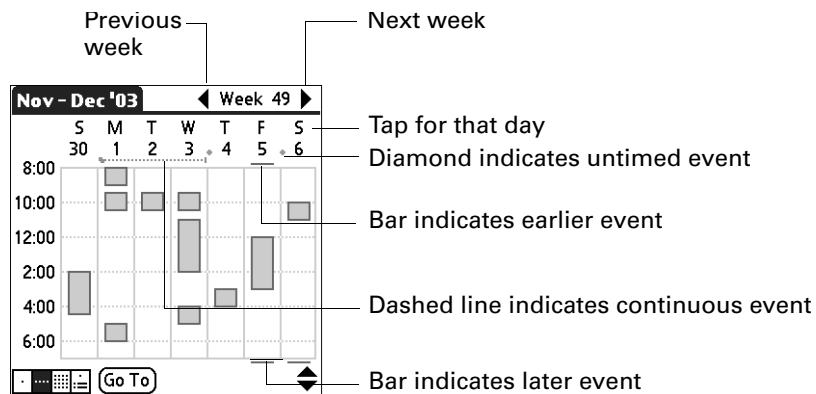 Previous week
Next week
Nov – Dec '03
Week 49
S M T W T F S
30 1 2 3 4 5 6
Tap for that day
Diamond indicates untimed event
8:00
10:00
Bar indicates earlier event
12:00
2:00
Dashed line indicates continuous event
4:00
6:00
Go To
Bar indicates later event